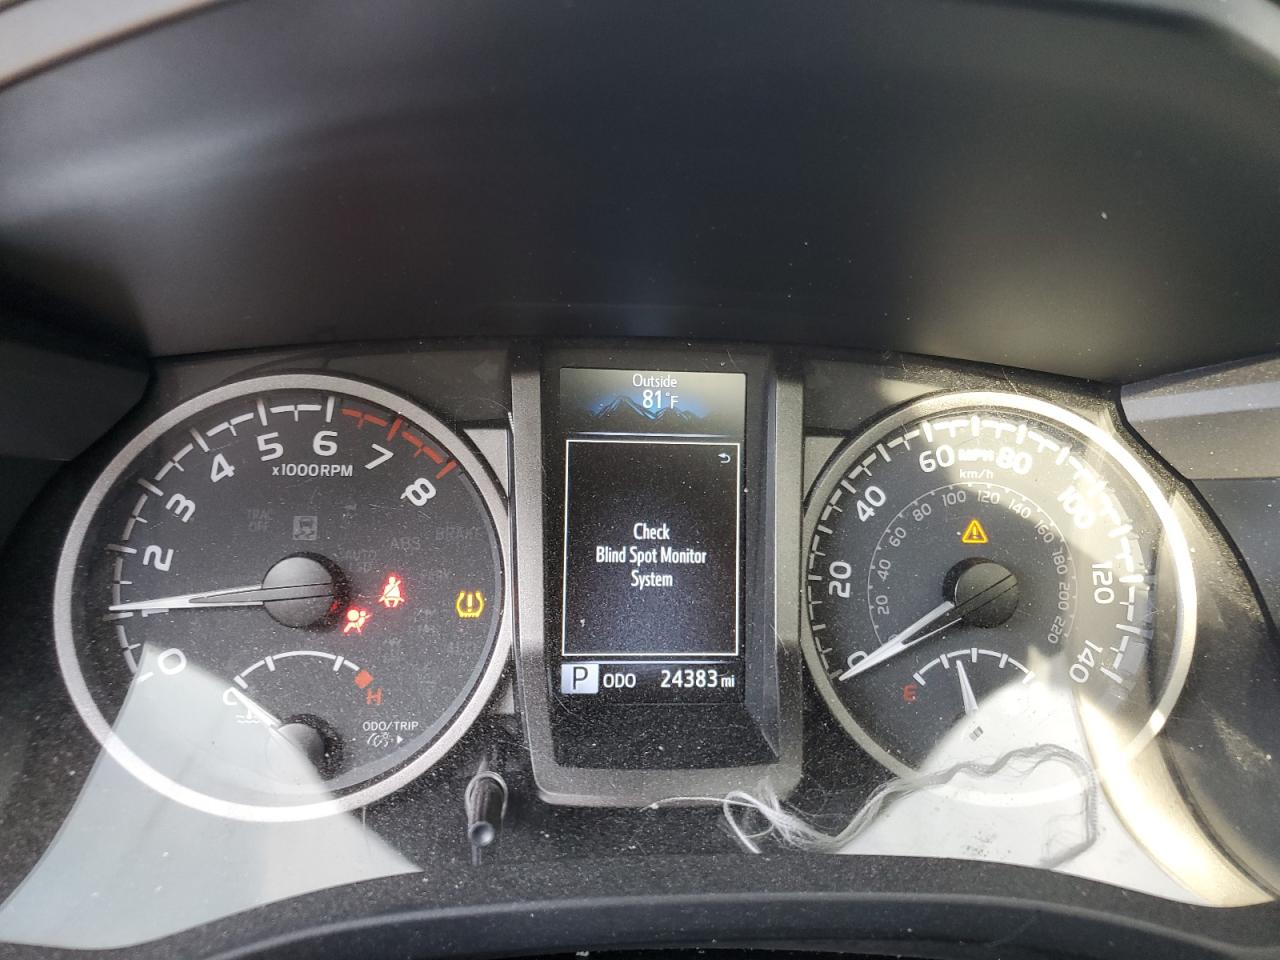 Outside
81°F
Check
Blind Spot Monitor
System
P ODO 24383 mi
0 1 2 3 4 5 6 7 8
x1000RPM
TRAC
OFF
ABS
BRAKE
C
H
ODO/TRIP
0 20 40 60 80 100 120 140
MPH
km/h
20 40 60 80 100 120 140 160 180 200 220
E